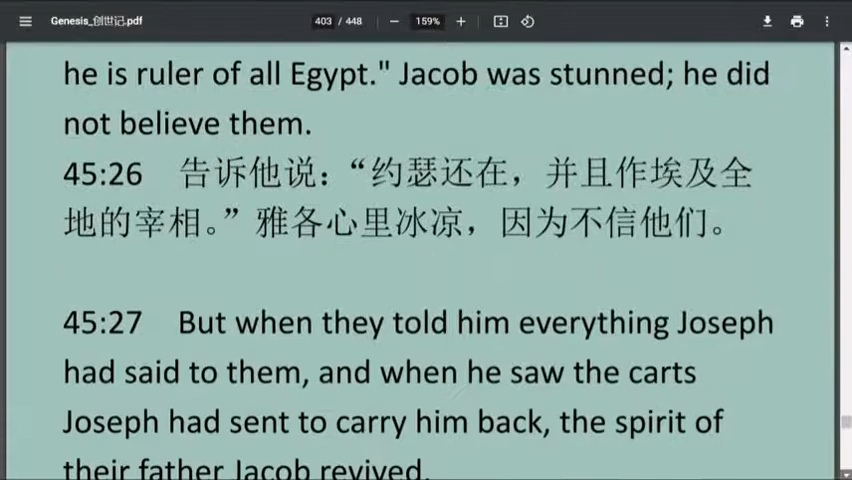 Genesis_创世记.pdf 403 / 448 159%
he is ruler of all Egypt." Jacob was stunned; he did
not believe them.
45:26 告诉他说：“约瑟还在，并且作埃及全
地的宰相。”雅各心里冰凉，因为不信他们。
45:27 But when they told him everything Joseph
had said to them, and when he saw the carts
Joseph had sent to carry him back, the spirit of
their father Jacob revived.